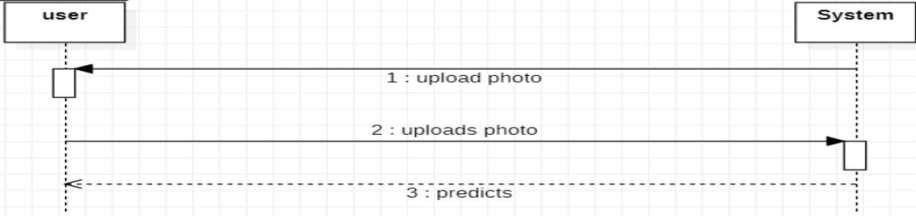 user
System
1 : upload photo
2 : uploads photo
3 : predicts